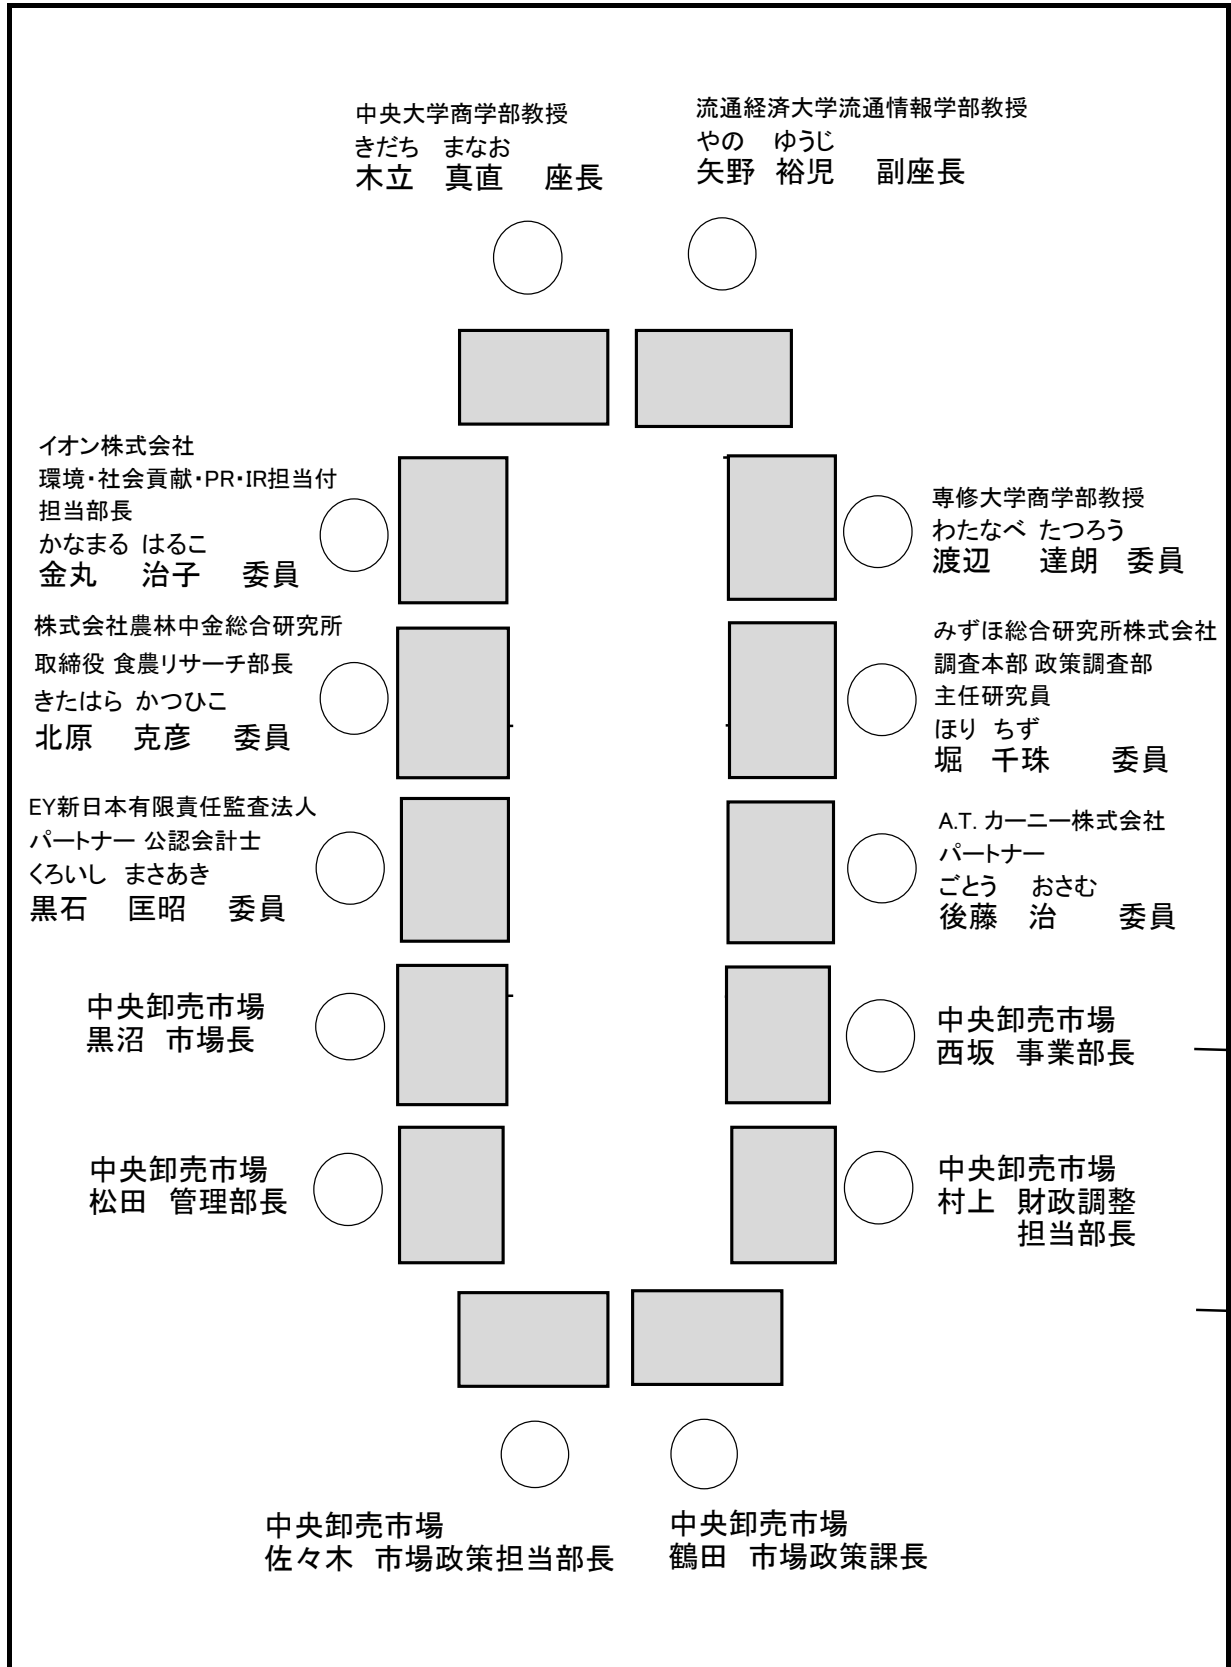 中央大学商学部教授
きだち　まなお
木立　真直　座長
流通経済大学流通情報学部教授
やの　ゆうじ
矢野　裕児　副座長
イオン株式会社
環境・社会貢献・PR・IR担当付
担当部長
かなまる はるこ
金丸　治子　委員
専修大学商学部教授
わたなべ たつろう
渡辺　達朗　委員
株式会社農林中金総合研究所
取締役 食農リサーチ部長
きたはら かつひこ
北原　克彦　委員
みずほ総合研究所株式会社
調査本部 政策調査部
主任研究員
ほり ちず
堀　千珠　委員
EY新日本有限責任監査法人
パートナー 公認会計士
くろいし まさあき
黒石　匡昭　委員
A.T. カーニー株式会社
パートナー
ごとう　おさむ
後藤　治　委員
中央卸売市場
黒沼　市場長
中央卸売市場
西坂　事業部長
中央卸売市場
松田　管理部長
中央卸売市場
村上　財政調整
担当部長
中央卸売市場
佐々木　市場政策担当部長
中央卸売市場
鶴田　市場政策課長